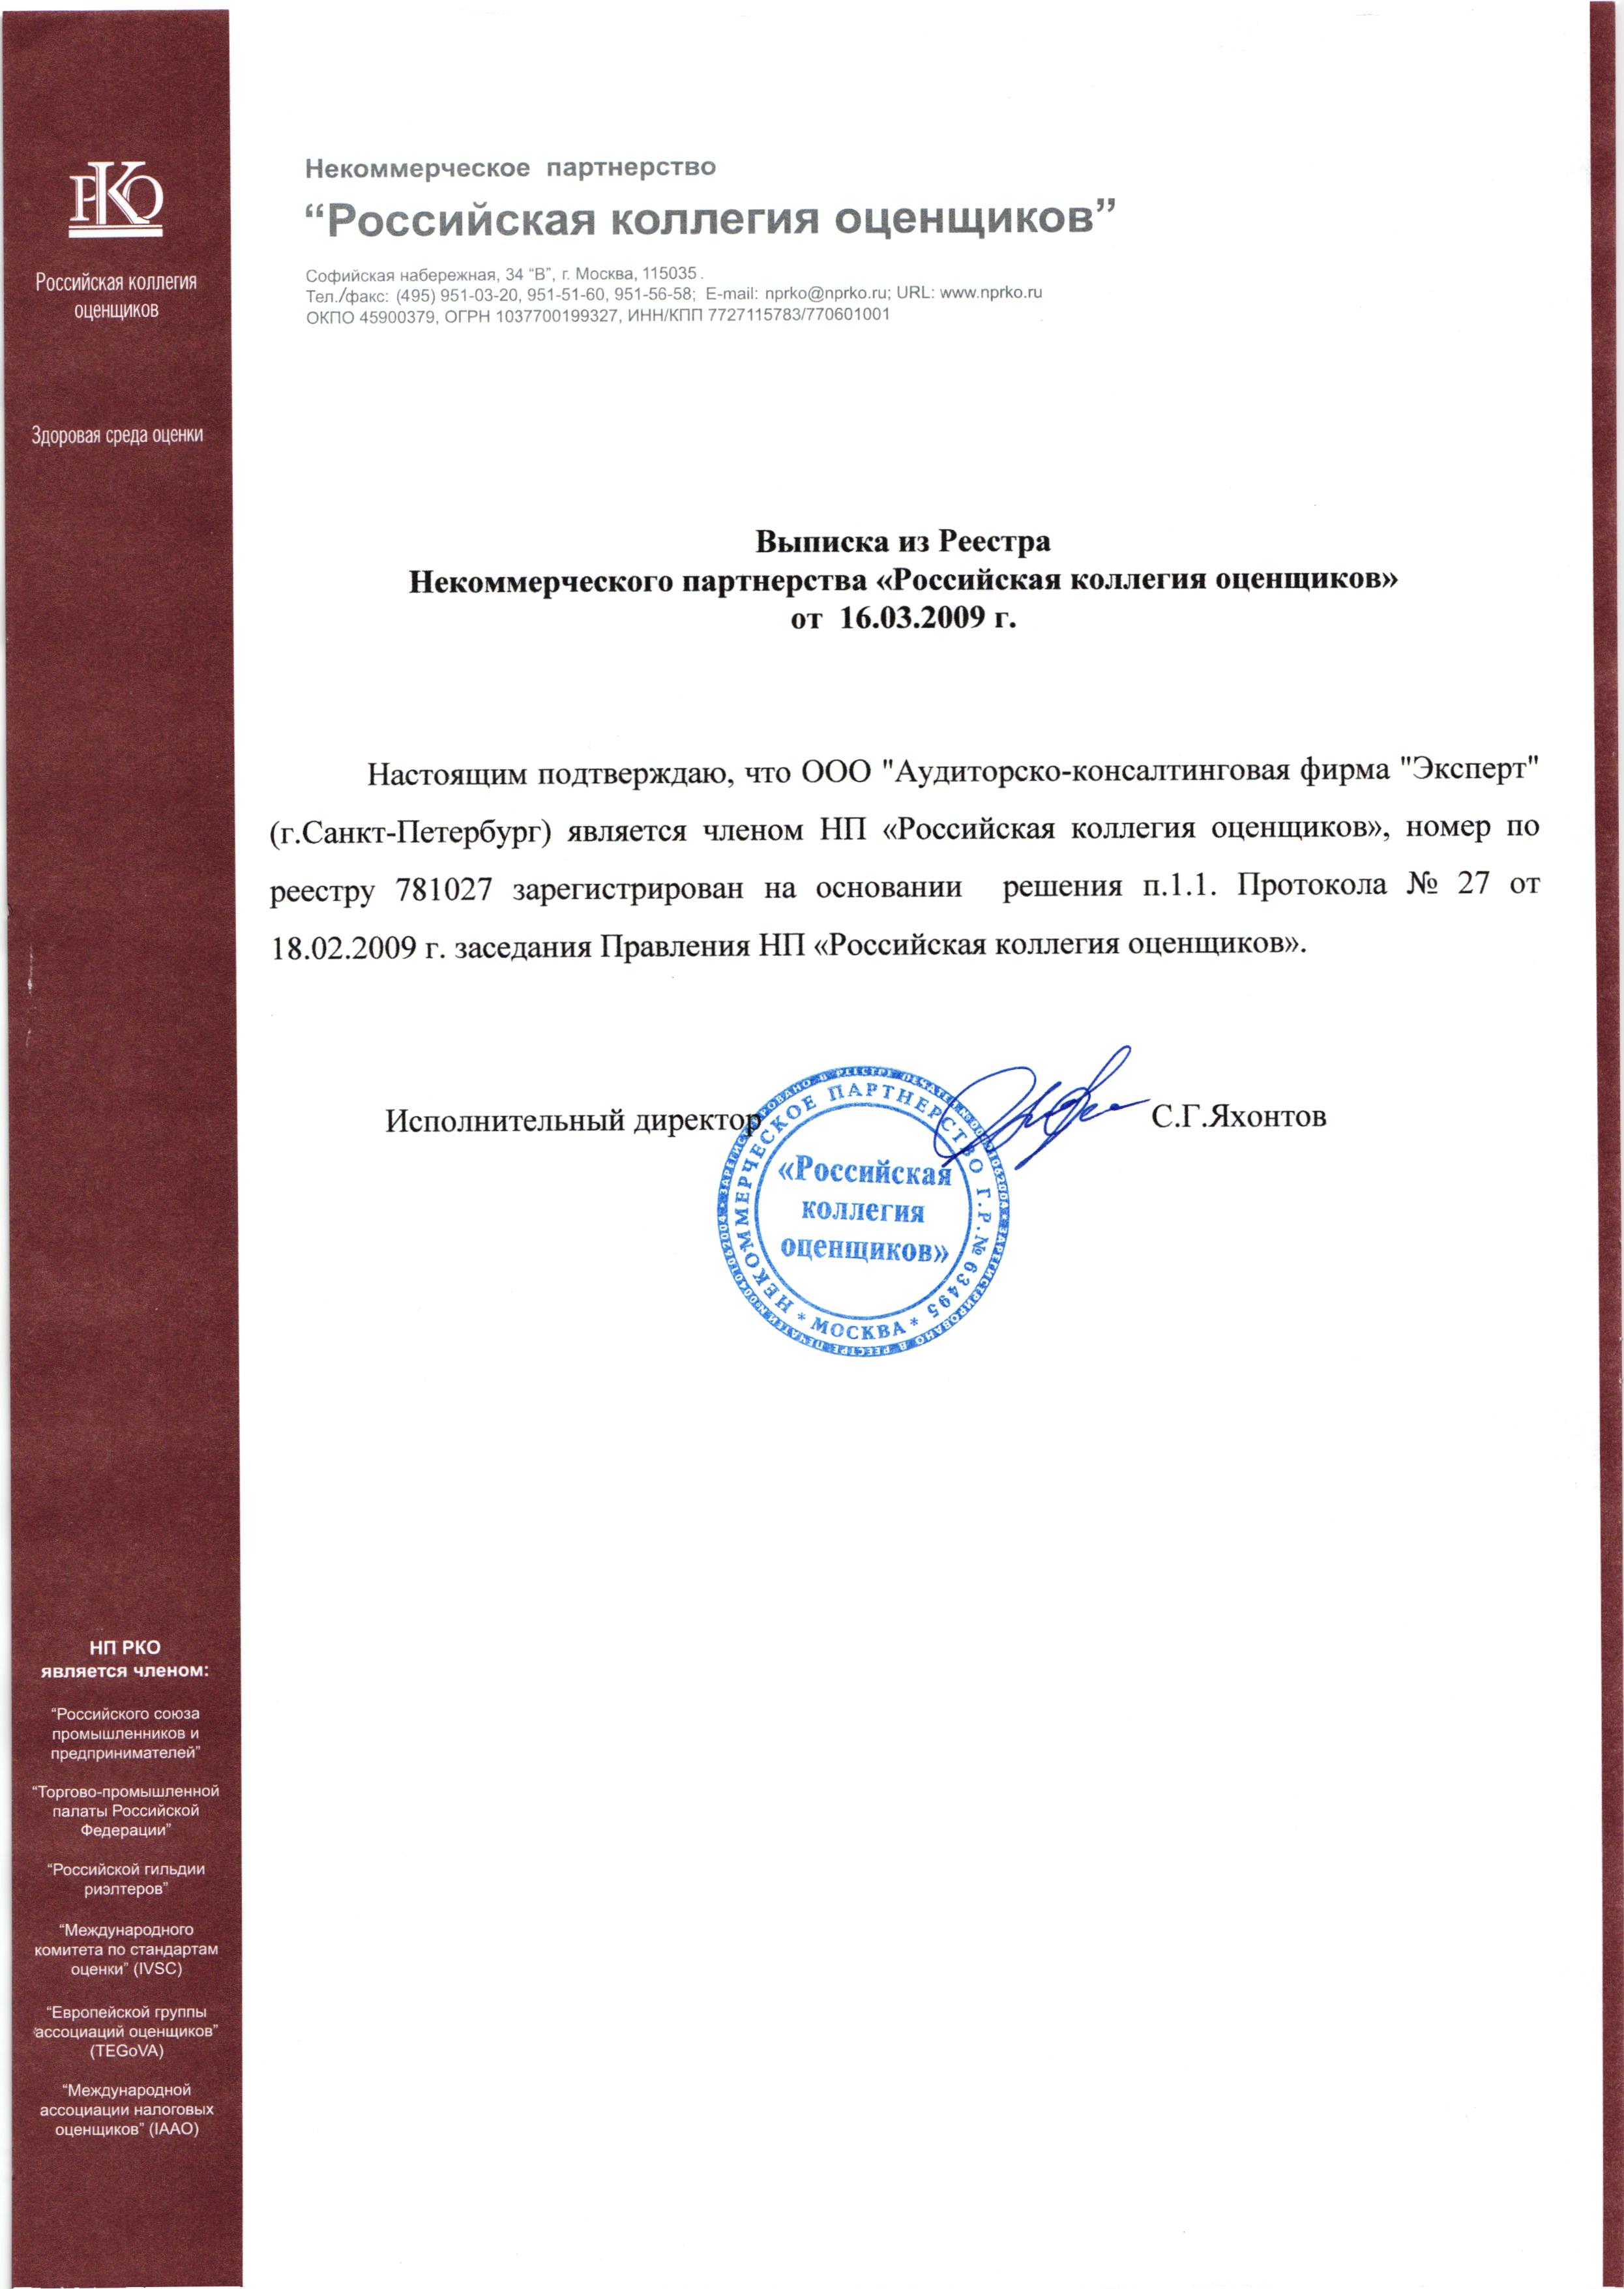 РКО
Российская коллегия
оценщиков
Здоровая среда оценки
Некоммерческое партнерство
“Российская коллегия оценщиков”
Софийская набережная, 34 “В”, г. Москва, 115035.
Тел./факс: (495) 951-03-20, 951-51-60, 951-56-58; E-mail: nprko@nprko.ru; URL: www.nprko.ru
ОКПО 45900379, ОГРН 1037700199327, ИНН/КПП 7727115783/770601001
Выписка из Реестра
Некоммерческого партнерства «Российская коллегия оценщиков»
от 16.03.2009 г.
Настоящим подтверждаю, что ООО "Аудиторско-консалтинговая фирма "Эксперт"
(г.Санкт-Петербург) является членом НП «Российская коллегия оценщиков», номер по
реестру 781027 зарегистрирован на основании решения п.1.1. Протокола № 27 от
18.02.2009 г. заседания Правления НП «Российская коллегия оценщиков».
Исполнительный директор
С.Г.Яхонтов
НЕКОММЕРЧЕСКОЕ ПАРТНЕРСТВО Г.Р.№ 63495
* МОСКВА *
«Российская
коллегия
оценщиков»
НП РКО
является членом:
“Российского союза
промышленников и
предпринимателей”
“Торгово-промышленной
палаты Российской
Федерации”
“Российской гильдии
риэлтеров”
“Международного
комитета по стандартам
оценки” (IVSC)
“Европейской группы
ассоциаций оценщиков”
(TEGoVA)
“Международной
ассоциации налоговых
оценщиков” (IAAO)